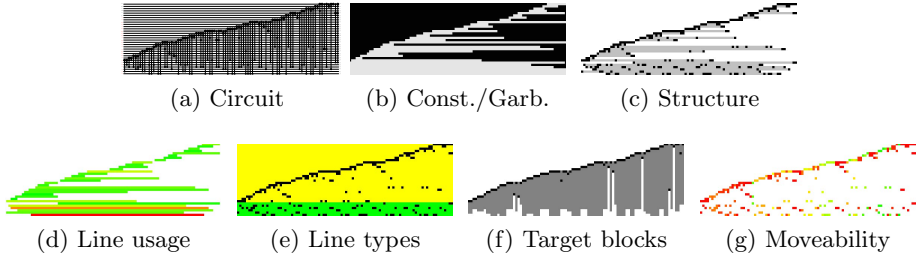 (a) Circuit
(b) Const./Garb.
(c) Structure
(d) Line usage
(e) Line types
(f) Target blocks
(g) Moveability